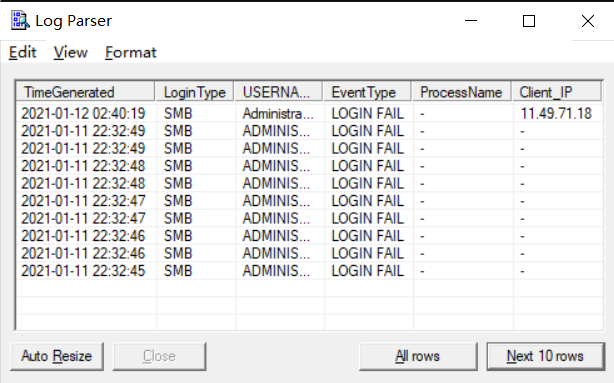 Log Parser
Edit View Format
TimeGenerated LoginType USERNA... EventType ProcessName Client_IP
2021-01-12 02:40:19 SMB Administra... LOGIN FAIL - 11.49.71.18
2021-01-11 22:32:49 SMB ADMINIS... LOGIN FAIL - -
2021-01-11 22:32:49 SMB ADMINIS... LOGIN FAIL - -
2021-01-11 22:32:48 SMB ADMINIS... LOGIN FAIL - -
2021-01-11 22:32:48 SMB ADMINIS... LOGIN FAIL - -
2021-01-11 22:32:47 SMB ADMINIS... LOGIN FAIL - -
2021-01-11 22:32:47 SMB ADMINIS... LOGIN FAIL - -
2021-01-11 22:32:46 SMB ADMINIS... LOGIN FAIL - -
2021-01-11 22:32:46 SMB ADMINIS... LOGIN FAIL - -
2021-01-11 22:32:45 SMB ADMINIS... LOGIN FAIL - -
Auto Resize Close All rows Next 10 rows